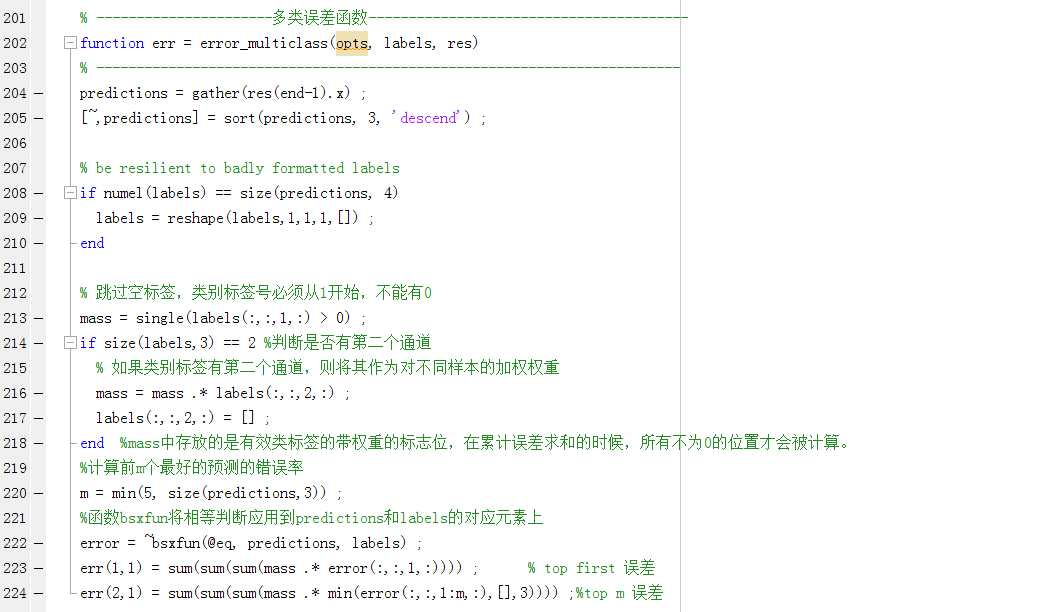 201 % ----------------------多类误差函数----------------------------------------
202 function err = error_multiclass(opts, labels, res)
203 % -------------------------------------------------------------------------
204 predictions = gather(res(end-1).x) ;
205 [~,predictions] = sort(predictions, 3, 'descend') ;
206
207 % be resilient to badly formatted labels
208 if numel(labels) == size(predictions, 4)
209 labels = reshape(labels,1,1,1,[]) ;
210 end
211
212 % 跳过空标签，类别标签号必须从1开始，不能有0
213 mass = single(labels(:,:,1,:) > 0) ;
214 if size(labels,3) == 2 %判断是否有第二个通道
215 % 如果类别标签有第二个通道，则将其作为对不同样本的加权权重
216 mass = mass .* labels(:,:,2,:) ;
217 labels(:,:,2,:) = [] ;
218 end %mass中存放的是有效类标签的带权重的标志位，在累计误差求和的时候，所有不为0的位置才会被计算。
219 %计算前m个最好的预测的错误率
220 m = min(5, size(predictions,3)) ;
221 %函数bsxfun将相等判断应用到predictions和labels的对应元素上
222 error = ~bsxfun(@eq, predictions, labels) ;
223 err(1,1) = sum(sum(sum(mass .* error(:,:,1,:)))) ; % top first 误差
224 err(2,1) = sum(sum(sum(mass .* min(error(:,:,1:m,:),[],3)))) ;%top m 误差